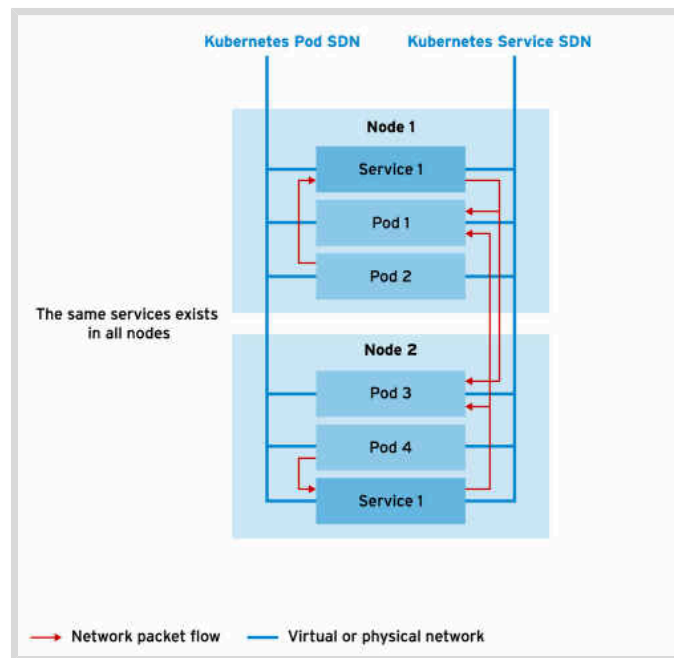 Kubernetes Pod SDN
Kubernetes Service SDN
Node 1
Service 1
Pod 1
Pod 2
The same services exists
in all nodes
Node 2
Pod 3
Pod 4
Service 1
Network packet flow
Virtual or physical network